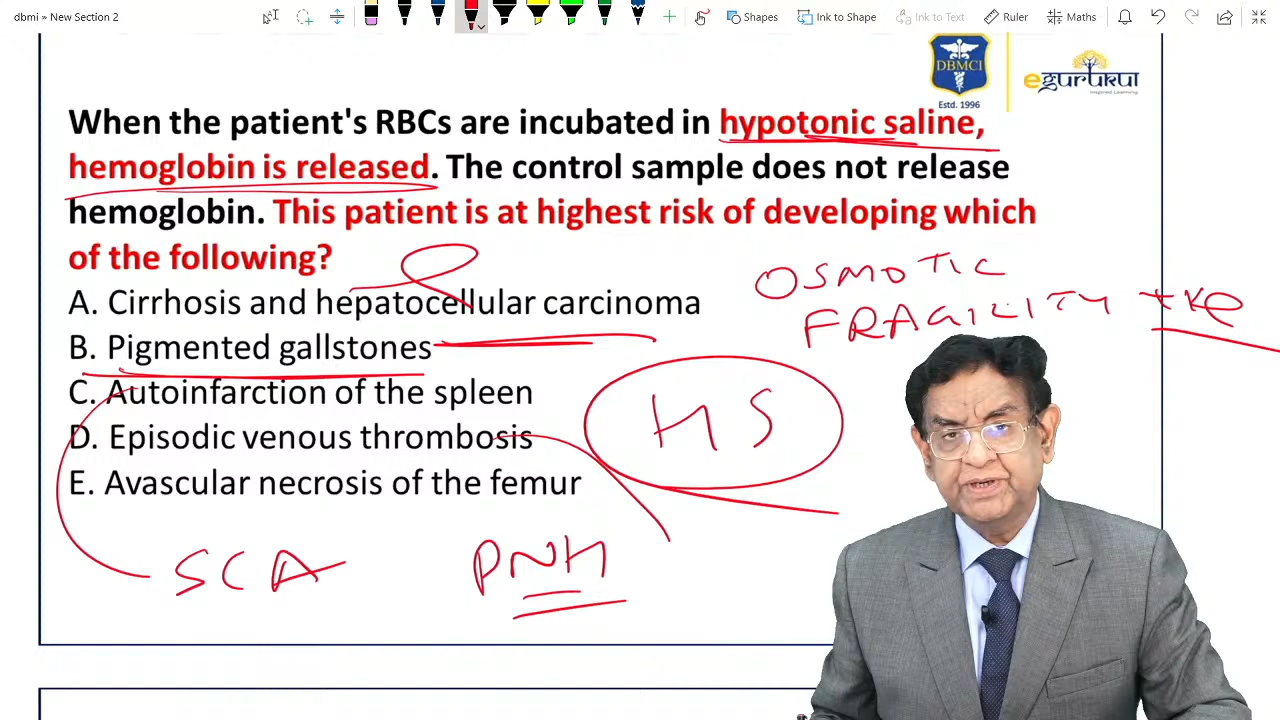 dbmi » New Section 2
Shapes
Ink to Shape
Ink to Text
Ruler
Maths
DBMCI
Estd. 1996
egurukul
Inspired Learning
When the patient's RBCs are incubated in hypotonic saline,
hemoglobin is released. The control sample does not release
hemoglobin. This patient is at highest risk of developing which
of the following?
A. Cirrhosis and hepatocellular carcinoma
B. Pigmented gallstones
C. Autoinfarction of the spleen
D. Episodic venous thrombosis
E. Avascular necrosis of the femur
OSMOTIC
FRAGILITY +ve
HS
SCA
PNH